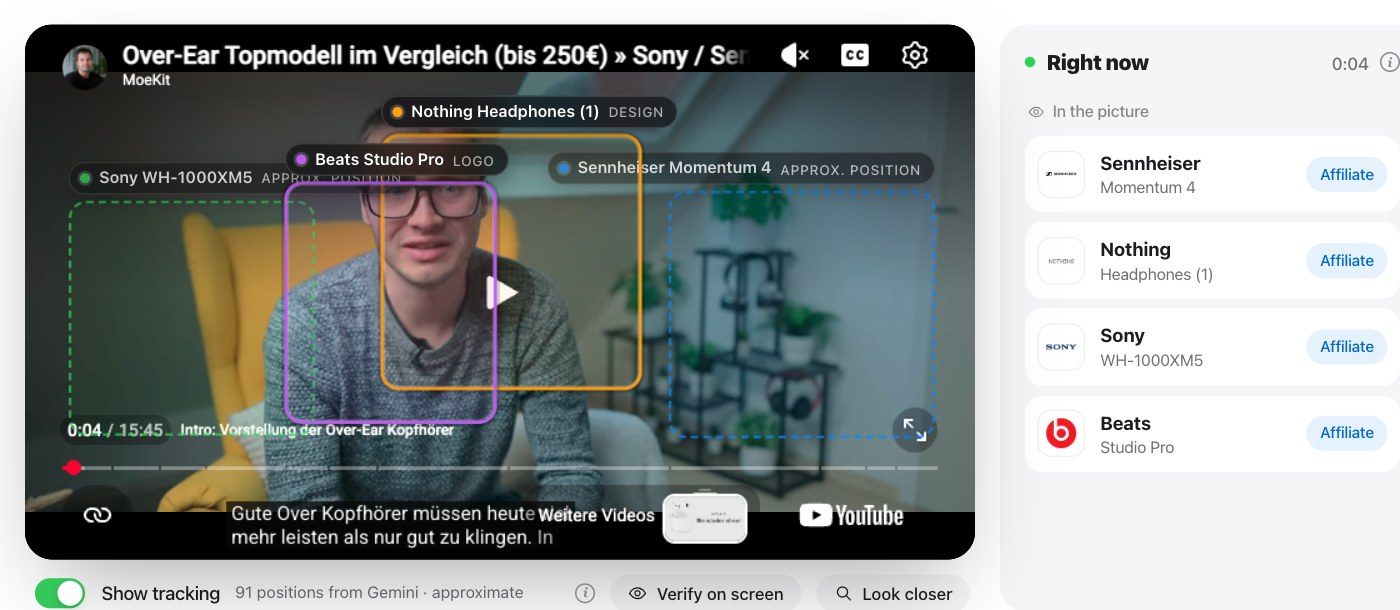 Over-Ear Topmodell im Vergleich (bis 250€) » Sony / Sen
MoeKit
CC
Nothing Headphones (1) DESIGN
Beats Studio Pro LOGO
Sony WH-1000XM5 APPROX. POSITION
Sennheiser Momentum 4 APPROX. POSITION
0:04 / 15:45 Intro: Vorstellung der Over-Ear Kopfhörer
Gute Over Kopfhörer müssen heute
mehr leisten als nur gut zu klingen. In
Weitere Videos
YouTube
Show tracking 91 positions from Gemini · approximate
Verify on screen
Look closer
Right now 0:04
In the picture
SENNHEISER
Sennheiser
Momentum 4
Affiliate
NOTHING
Nothing
Headphones (1)
Affiliate
SONY
Sony
WH-1000XM5
Affiliate
Beats
Studio Pro
Affiliate